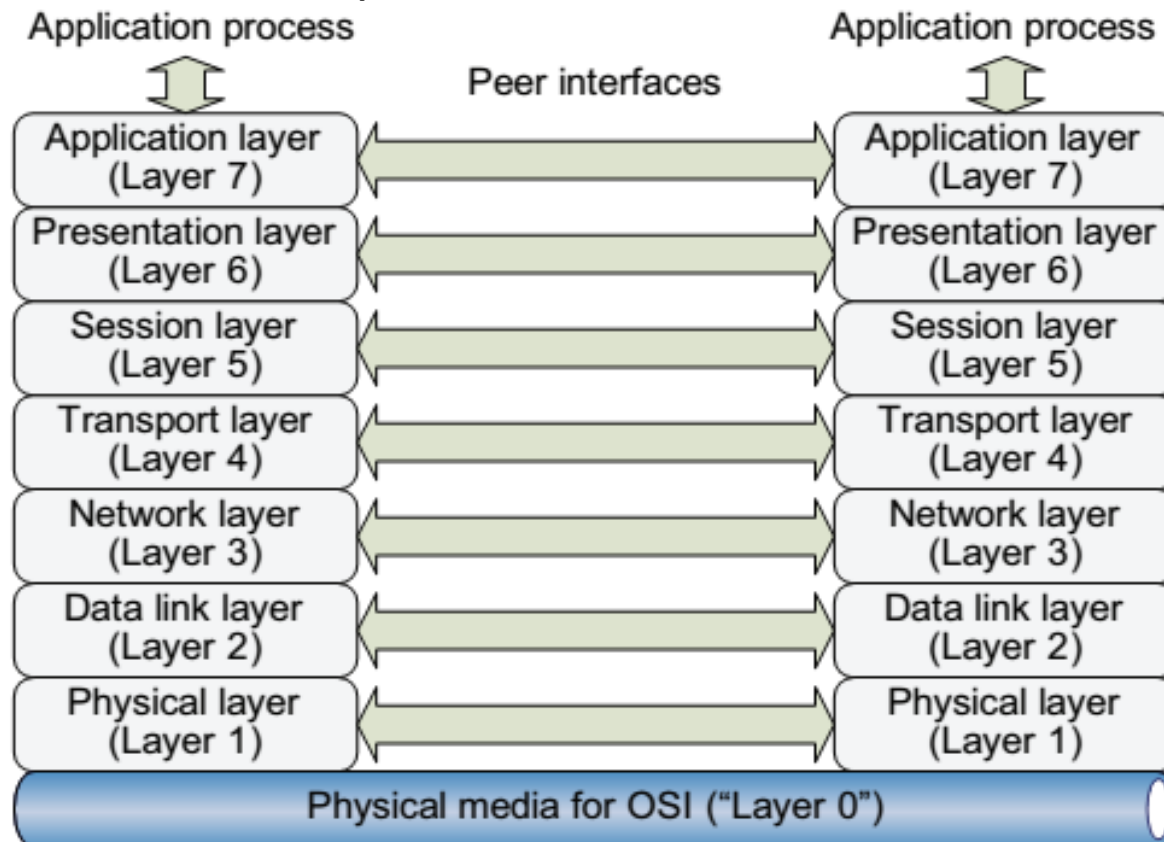 Application process
Application process
Peer interfaces
Application layer
(Layer 7)
Application layer
(Layer 7)
Presentation layer
(Layer 6)
Presentation layer
(Layer 6)
Session layer
(Layer 5)
Session layer
(Layer 5)
Transport layer
(Layer 4)
Transport layer
(Layer 4)
Network layer
(Layer 3)
Network layer
(Layer 3)
Data link layer
(Layer 2)
Data link layer
(Layer 2)
Physical layer
(Layer 1)
Physical layer
(Layer 1)
Physical media for OSI (“Layer 0”)